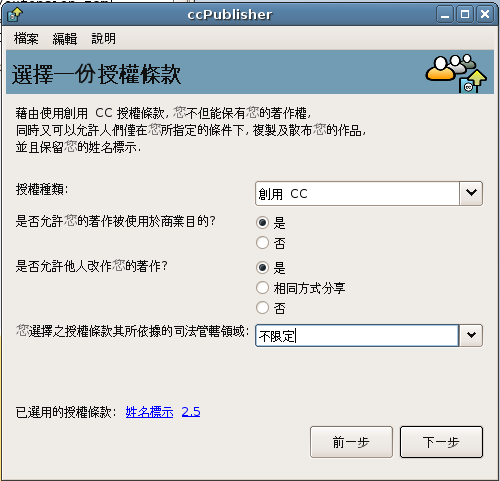 ccPublisher
檔案 編輯 說明
選擇一份授權條款
藉由使用創用 CC 授權條款, 您不但能保有您的著作權,
同時又可以允許人們僅在您所指定的條件下, 複製及散布您的作品,
並且保留您的姓名標示.
授權種類: 創用 CC
是否允許您的著作被使用於商業目的? 是
否
是否允許他人改作您的著作? 是
相同方式分享
否
您選擇之授權條款其所依據的司法管轄領域: 不限定
已選用的授權條款: 姓名標示 2.5
前一步 下一步